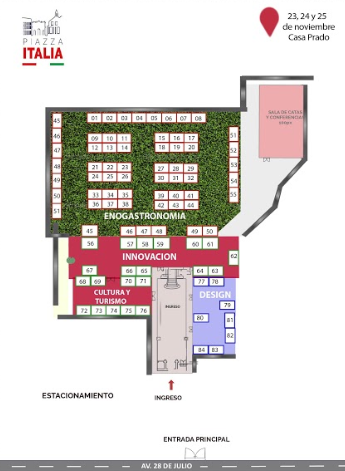 PIAZZA
ITALIA
23, 24 y 25
de noviembre
Casa Prado
SALA DE CATAS
Y CONFERENCIA
45 01 02 03 04 05 06 07 08
46 09 10 11 15 16 17 51
47 12 13 14 18 19 20 52
48 21 22 23 27 28 29 53
49 24 25 26 30 31 32 54
50 33 34 35 39 40 41 55
51 36 37 38 42 43 44
ENOGASTRONOMIA
45 46 47 48 49 50
56 57 58 59 60 61
INNOVACION
62
67 66 65 64 63
68 69 70 71 77 78
CULTURA Y
TURISMO
DESIGN
INGRESO
79
72 73 74 75 76 80 81
82
84 83
ESTACIONAMIENTO
INGRESO
ENTRADA PRINCIPAL
AV. 28 DE JULIO